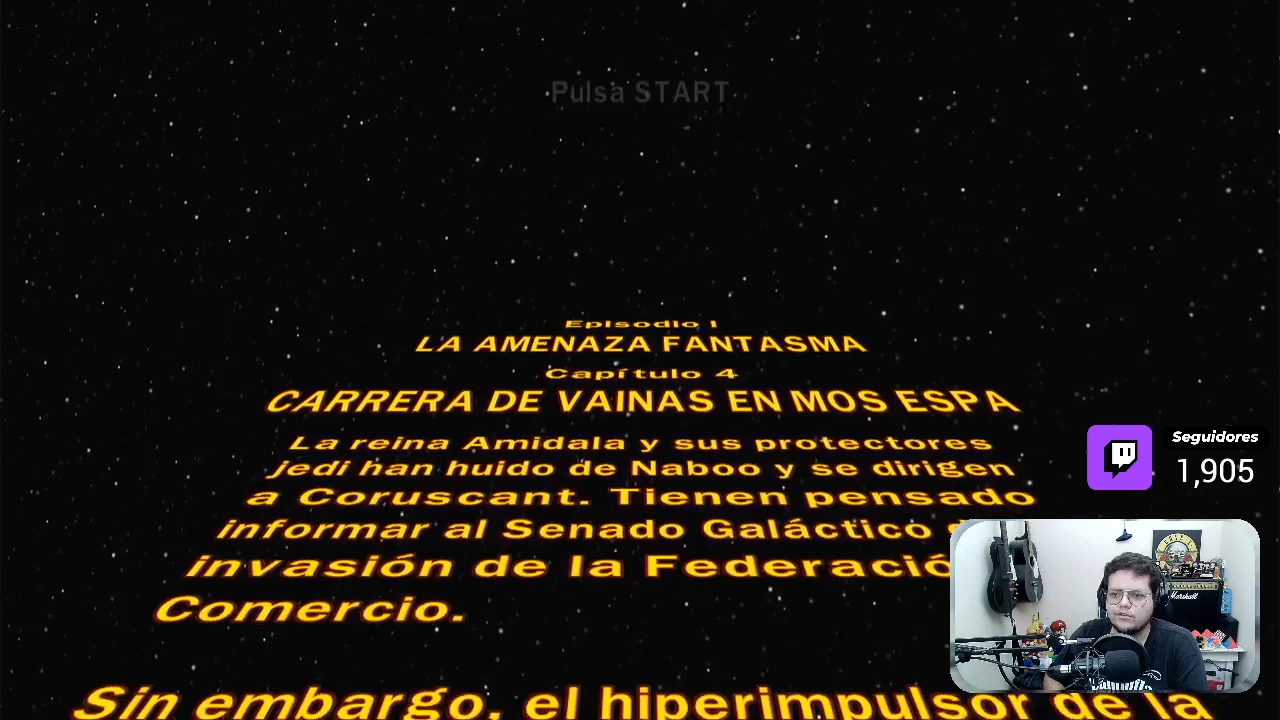 Pulsa START
Episodio I
LA AMENAZA FANTASMA
Capítulo 4
CARRERA DE VAINAS EN MOS ESPA
La reina Amidala y sus protectores
jedi han huido de Naboo y se dirigen
a Coruscant. Tienen pensado
informar al Senado Galáctico
invasión de la Federació
Comercio.
Sin embargo, el hiperimpulsor de la
Seguidores
1,905
Marshall